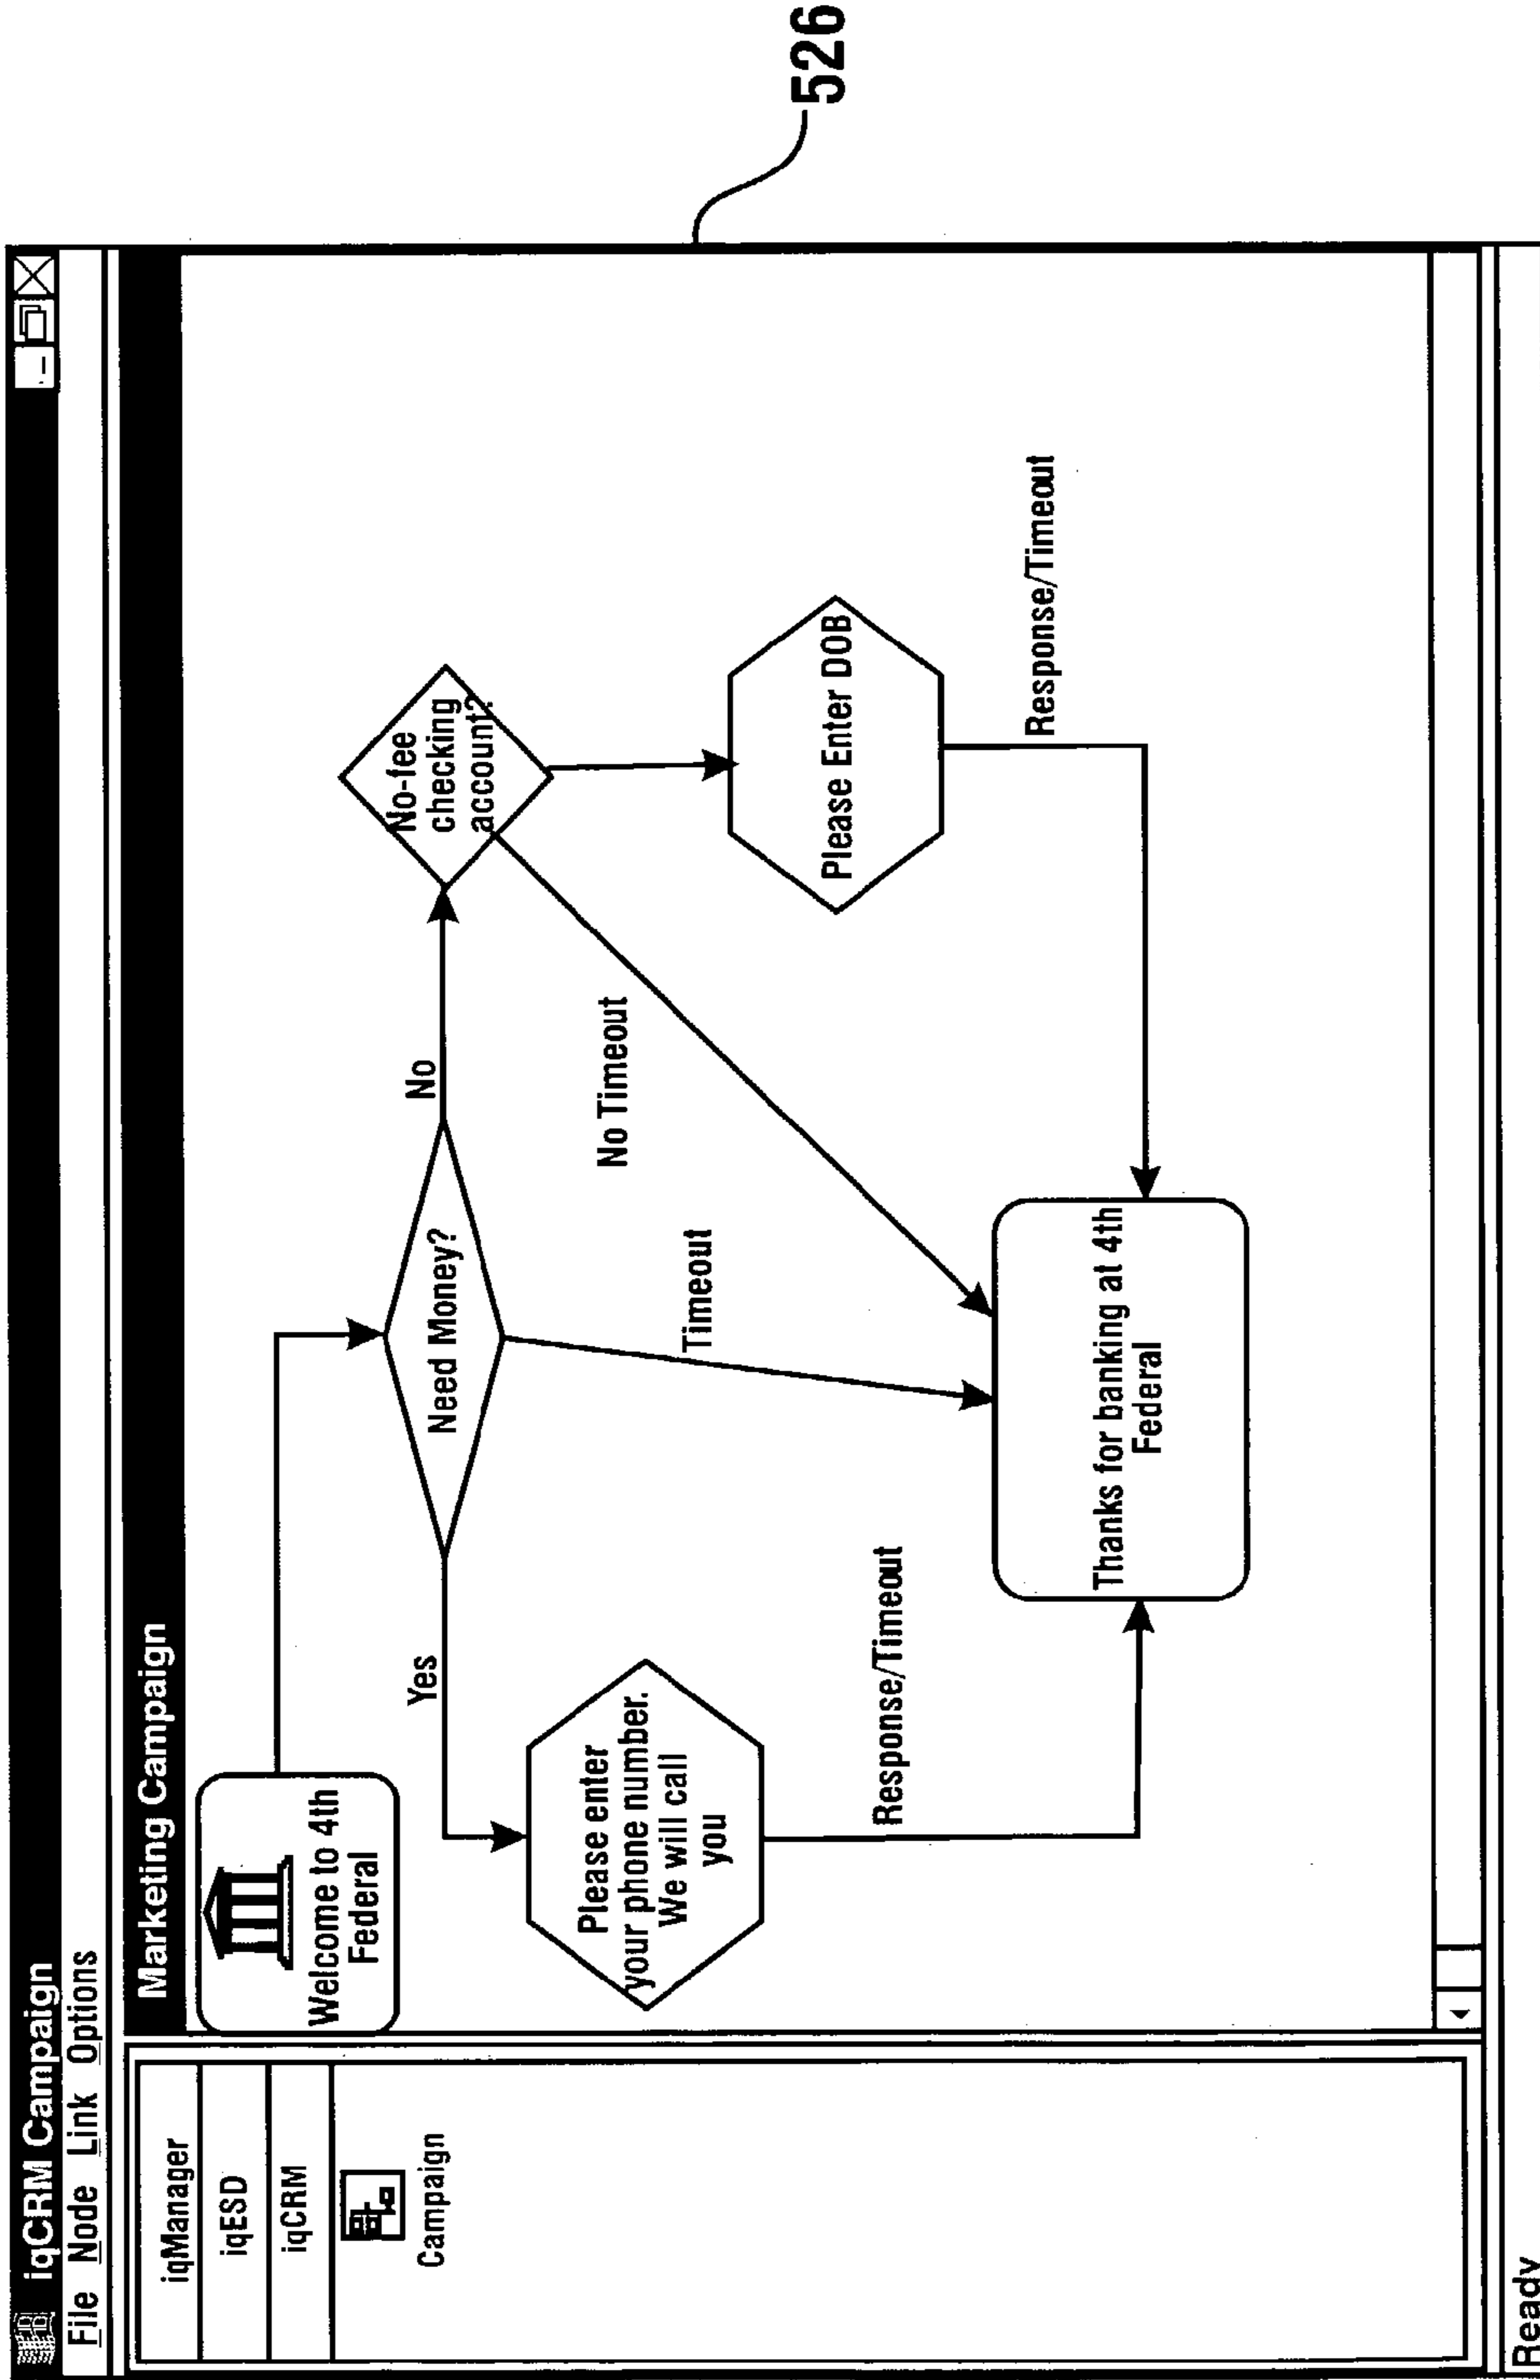 iqCRM Campaign
File Node Link Options
iqManager
iqESD
iqCRM
Campaign
Marketing Campaign
Welcome to 4th
Federal
Need Money?
Yes
No
No-fee
checking
account?
Please enter
your phone number.
We will call
you
Timeout
No Timeout
Please Enter DOB
Response/Timeout
Response/Timeout
Thanks for banking at 4th
Federal
Ready
526